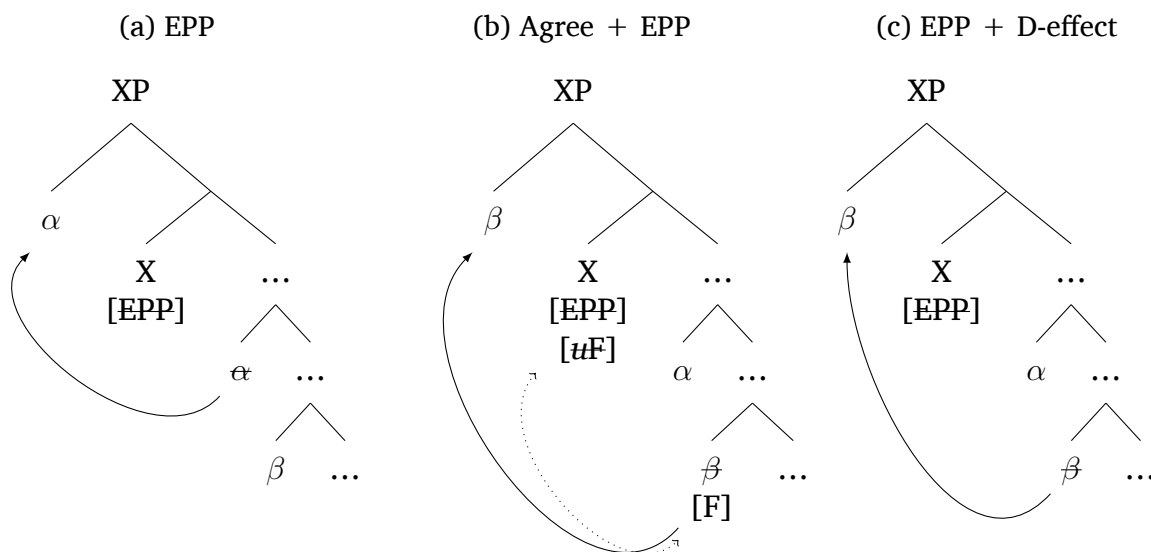 (a) EPP (b) Agree + EPP (c) EPP + D-effect
XP XP XP
α β β
X ... X ... X ...
[EPP] [EPP] [EPP]
[uF]
α ... α ... α ...
β ... β ... β ...
[F]